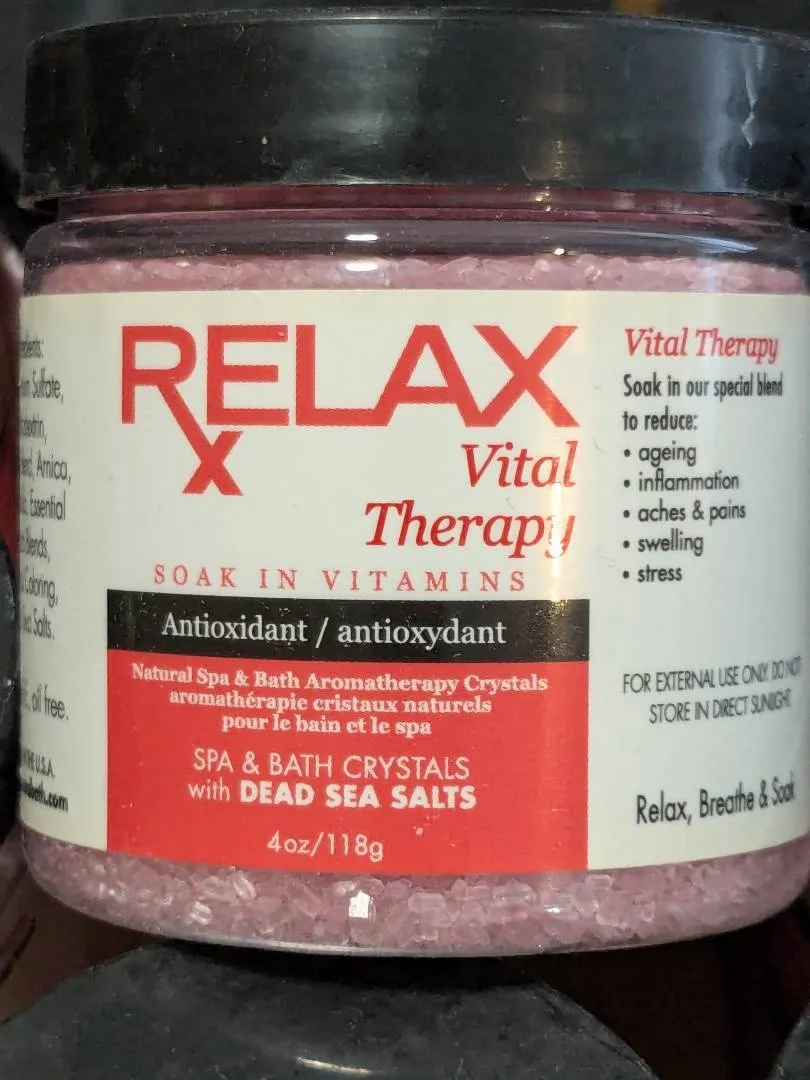 Sulfate,
Arnica,
Essential
Blends,
Coloring,
Salts.
oil free.
U.S.A.
RELAX
Rx
Vital
Therapy
SOAK IN VITAMINS
Antioxidant / antioxydant
Natural Spa & Bath Aromatherapy Crystals
aromathérapie cristaux naturels
pour le bain et le spa
SPA & BATH CRYSTALS
with DEAD SEA SALTS
4oz/118g
Vital Therapy
Soak in our special blend
to reduce:
• ageing
• inflammation
• aches & pains
• swelling
• stress
FOR EXTERNAL USE ONLY. DO NOT
STORE IN DIRECT SUNLIGHT.
Relax, Breathe & Soak